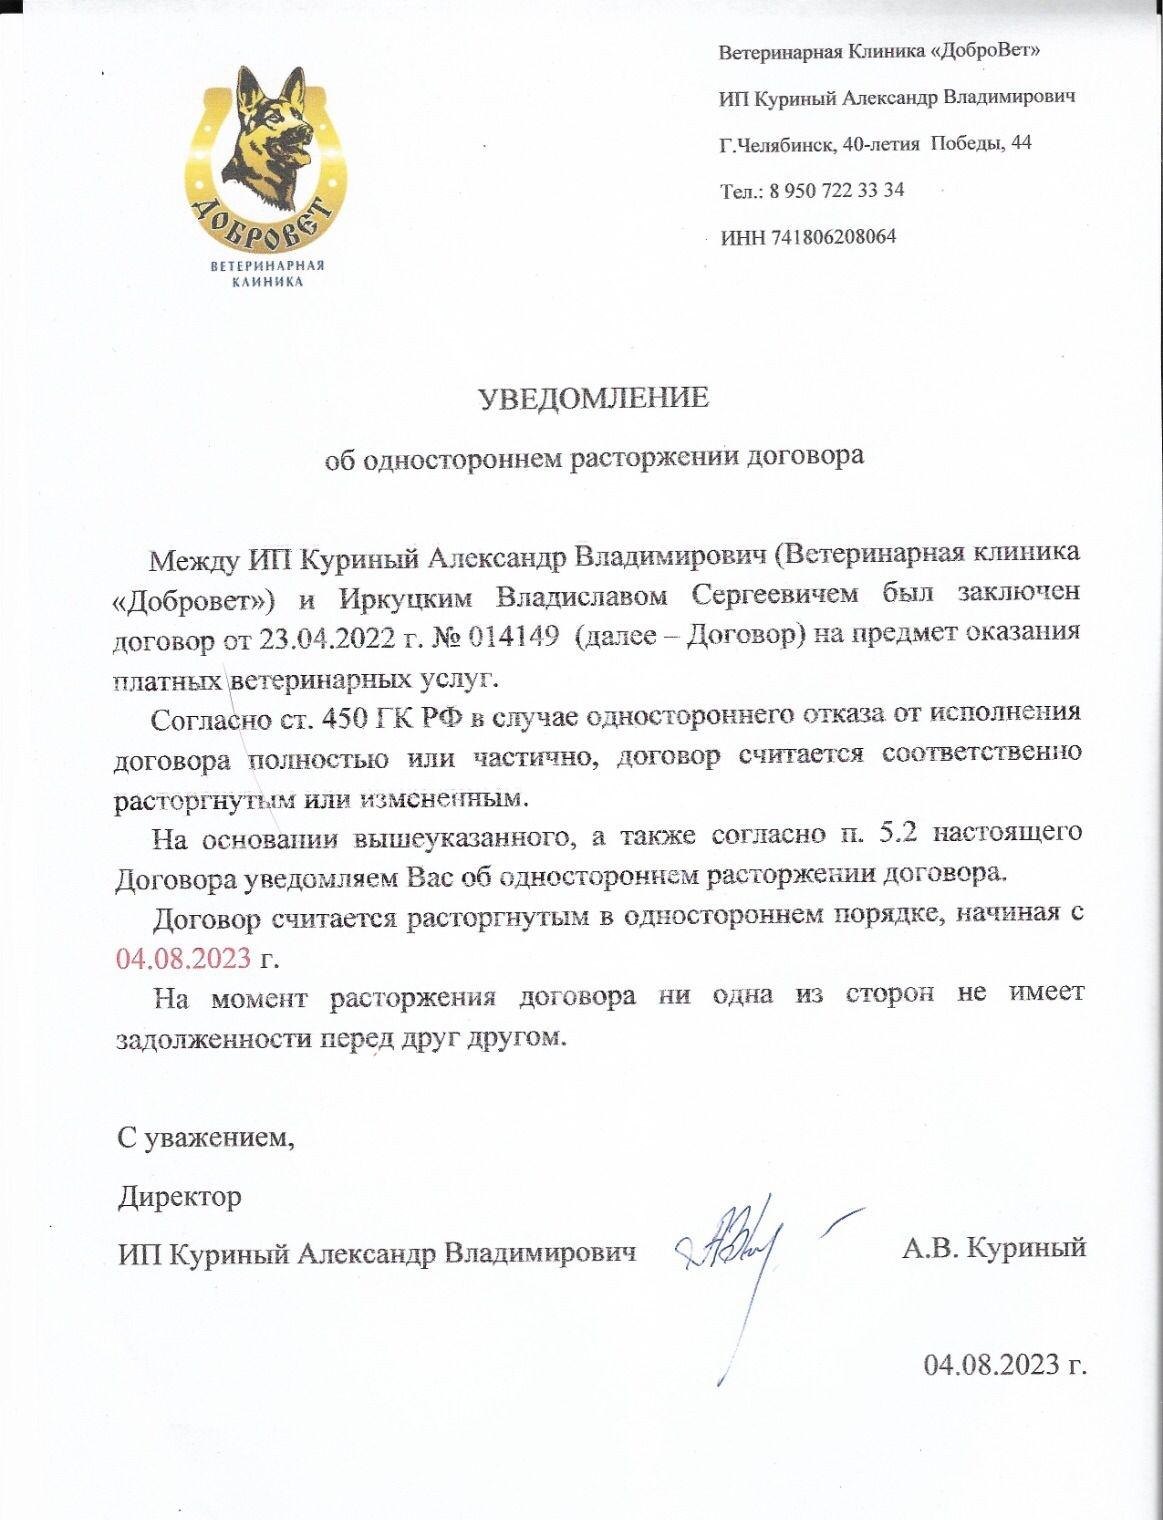 ДОБРОВЕТ
ВЕТЕРИНАРНАЯ
КЛИНИКА
Ветеринарная Клиника «ДоброВет»
ИП Куриный Александр Владимирович
Г.Челябинск, 40-летия Победы, 44
Тел.: 8 950 722 33 34
ИНН 741806208064
УВЕДОМЛЕНИЕ
об одностороннем расторжении договора
Между ИП Куриный Александр Владимирович (Ветеринарная клиника
«Добровет») и Иркуцким Владиславом Сергеевичем был заключен
договор от 23.04.2022 г. № 014149 (далее – Договор) на предмет оказания
платных ветеринарных услуг.
Согласно ст. 450 ГК РФ в случае одностороннего отказа от исполнения
договора полностью или частично, договор считается соответственно
расторгнутым или измененным.
На основании вышеуказанного, а также согласно п. 5.2 настоящего
Договора уведомляем Вас об одностороннем расторжении договора.
Договор считается расторгнутым в одностороннем порядке, начиная с
04.08.2023 г.
На момент расторжения договора ни одна из сторон не имеет
задолженности перед друг другом.
С уважением,
Директор
ИП Куриный Александр Владимирович
А.В. Куриный
04.08.2023 г.